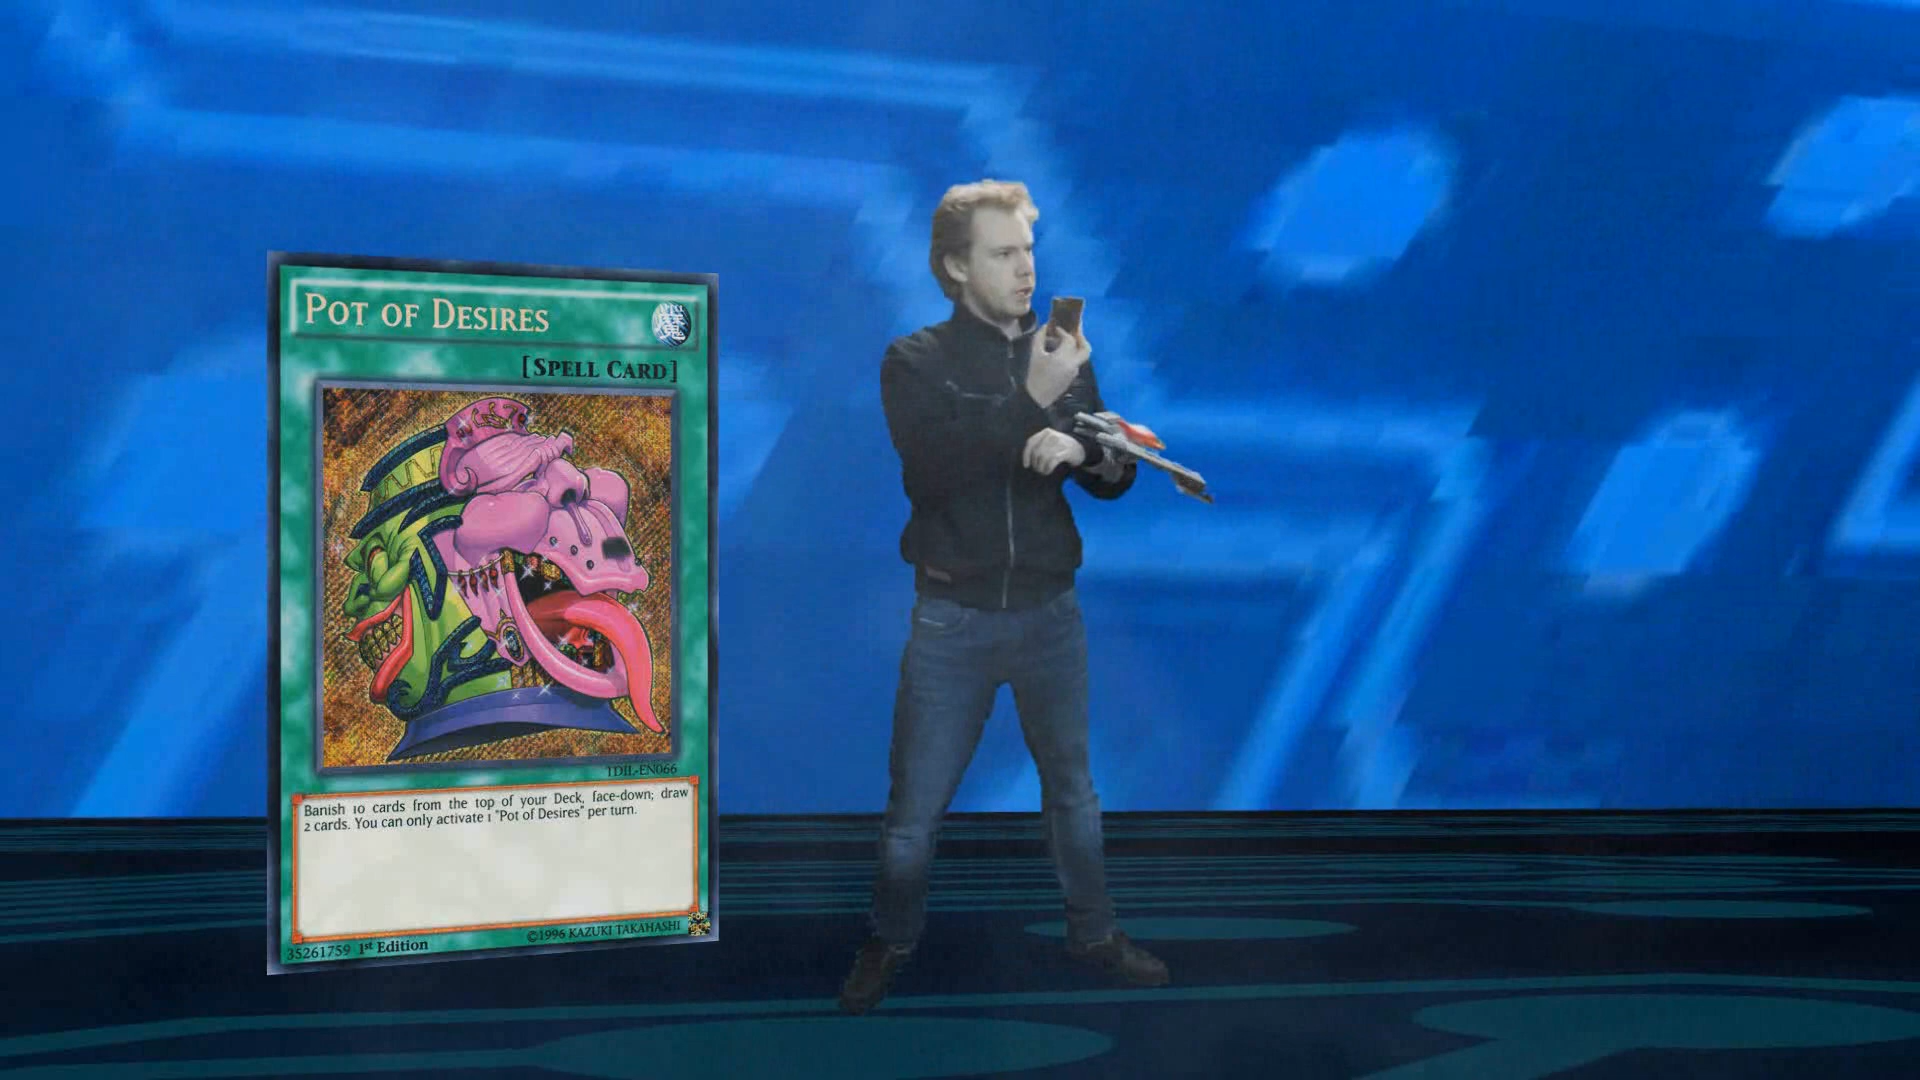 POT OF DESIRES
魔
[SPELL CARD]
TDIL-EN066
Banish 10 cards from the top of your Deck, face-down; draw
2 cards. You can only activate 1 "Pot of Desires" per turn.
35261759 1st Edition
©1996 KAZUKI TAKAHASHI